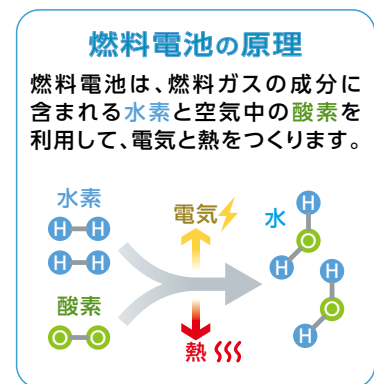 燃料電池の原理
燃料電池は、燃料ガスの成分に
含まれる水素と空気中の酸素を
利用して、電気と熱をつくります。
水素
H H
H H
酸素
O O
電気
熱
水
H
O
H
H
O
H